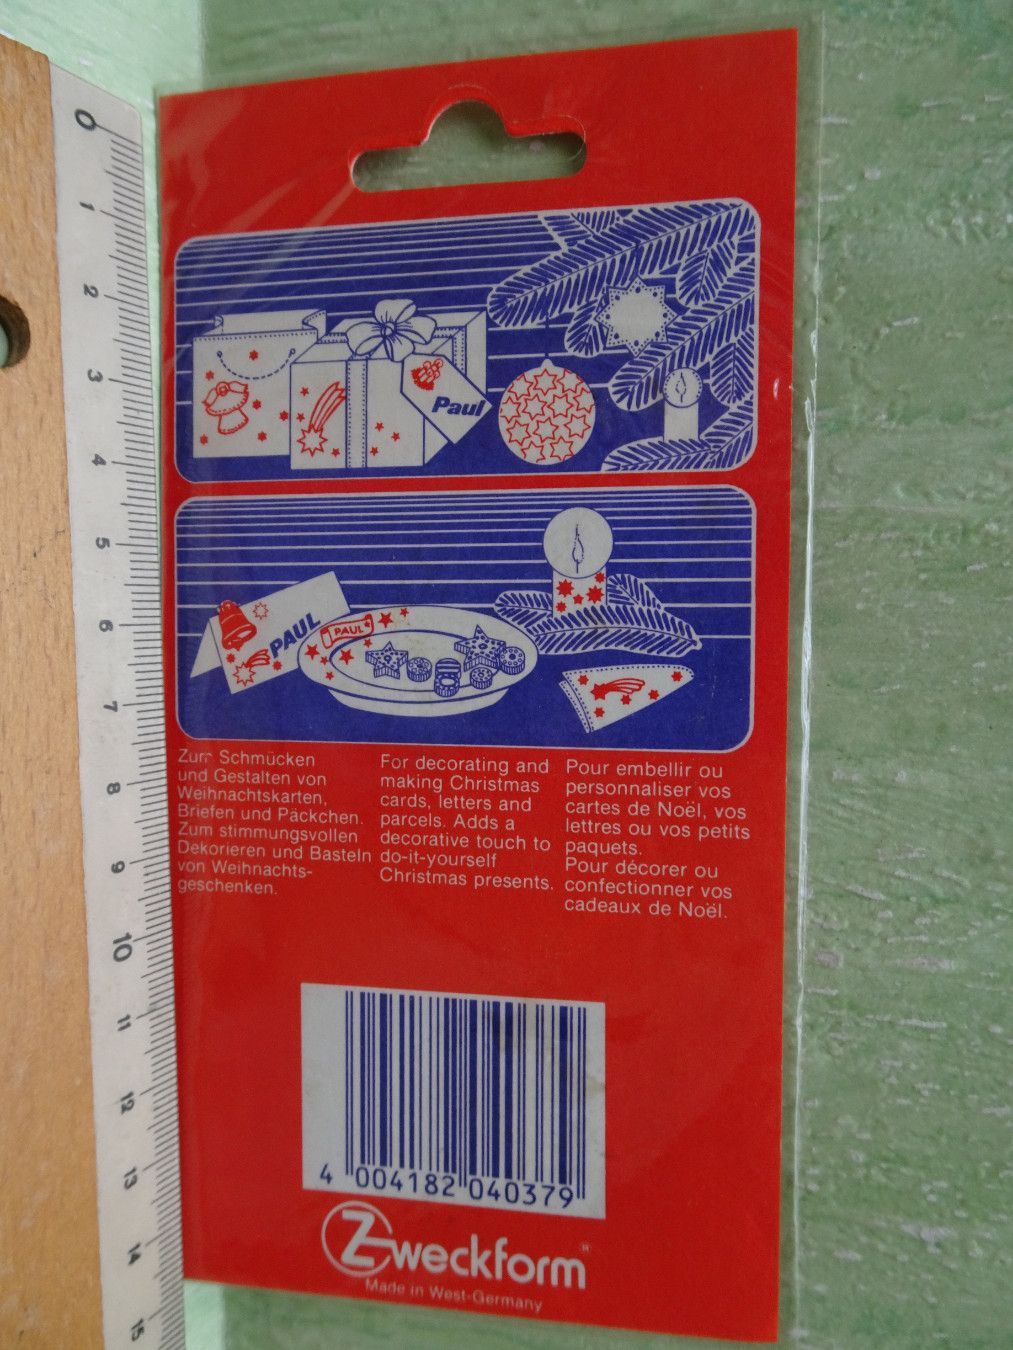 0
1
2
3
4
5
6
7
8
9
10
11
12
13
14
15
Paul
PAUL
PAUL
Zum Schmücken
und Gestalten von
Weihnachtskarten,
Briefen und Päckchen.
Zum stimmungsvollen
Dekorieren und Basteln
von Weihnachts-
geschenken.
For decorating and
making Christmas
cards, letters and
parcels. Adds a
decorative touch to
do-it-yourself
Christmas presents.
Pour embellir ou
personnaliser vos
cartes de Noël, vos
lettres ou vos petits
paquets.
Pour décorer ou
confectionner vos
cadeaux de Noël.
4 004182 040379
Zweckform
Made in West-Germany